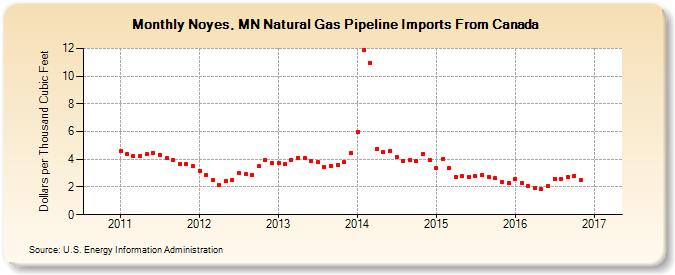 Monthly Noyes, MN Natural Gas Pipeline Imports From Canada
Dollars per Thousand Cubic Feet
12
10
8
6
4
2
0
2011 2012 2013 2014 2015 2016 2017
Source: U.S. Energy Information Administration